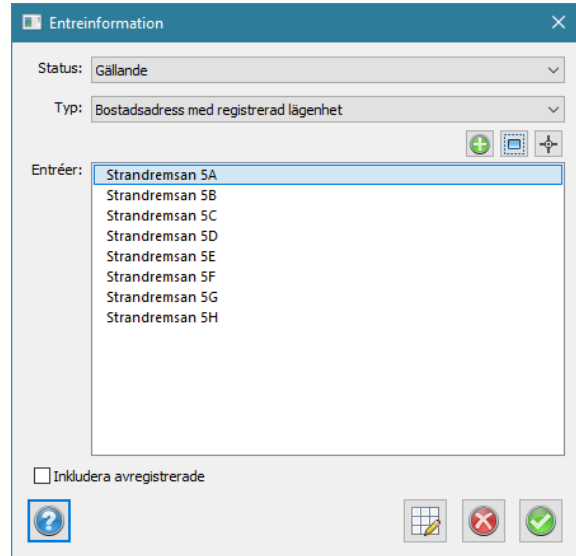 Entreinformation
Status: Gällande
Typ: Bostadsadress med registrerad lägenhet
Entréer: Strandremsan 5A
Strandremsan 5B
Strandremsan 5C
Strandremsan 5D
Strandremsan 5E
Strandremsan 5F
Strandremsan 5G
Strandremsan 5H
Inkludera avregistrerade